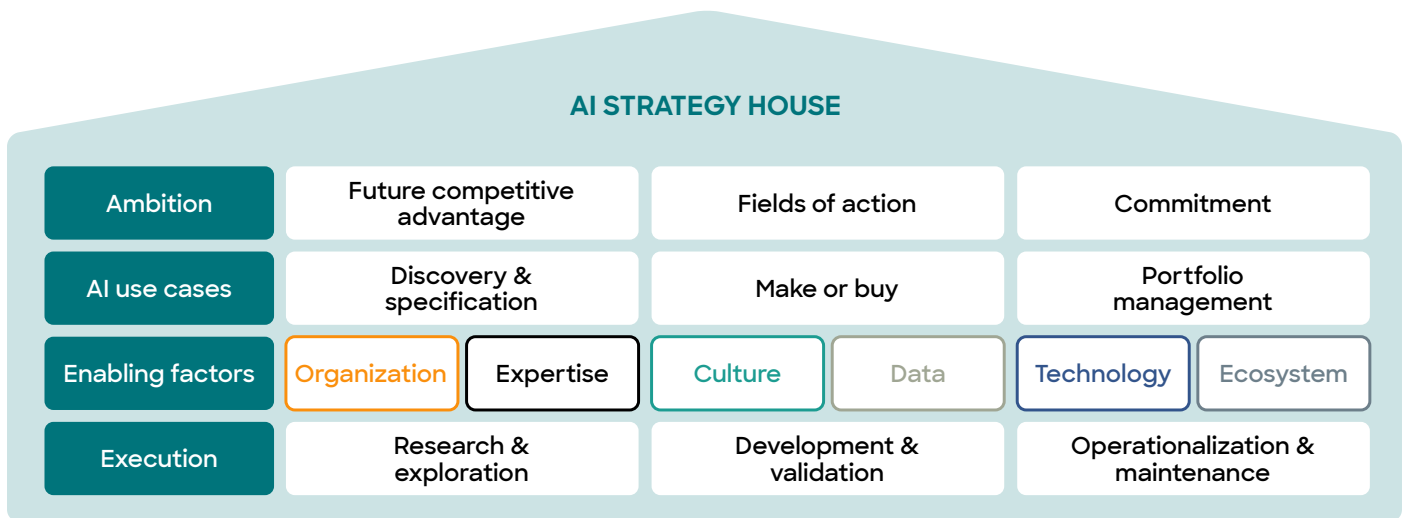 AI STRATEGY HOUSE
Ambition
Future competitive
advantage
Fields of action
Commitment
AI use cases
Discovery &
specification
Make or buy
Portfolio
management
Enabling factors
Organization
Expertise
Culture
Data
Technology
Ecosystem
Execution
Research &
exploration
Development &
validation
Operationalization &
maintenance